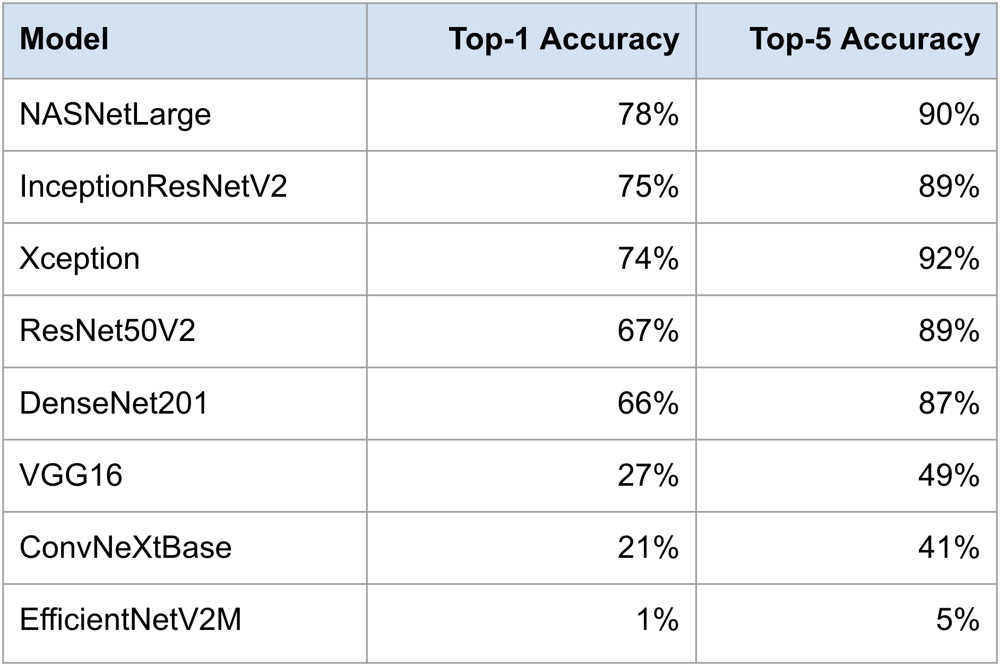 Model Top-1 Accuracy Top-5 Accuracy
NASNetLarge 78% 90%
InceptionResNetV2 75% 89%
Xception 74% 92%
ResNet50V2 67% 89%
DenseNet201 66% 87%
VGG16 27% 49%
ConvNeXtBase 21% 41%
EfficientNetV2M 1% 5%